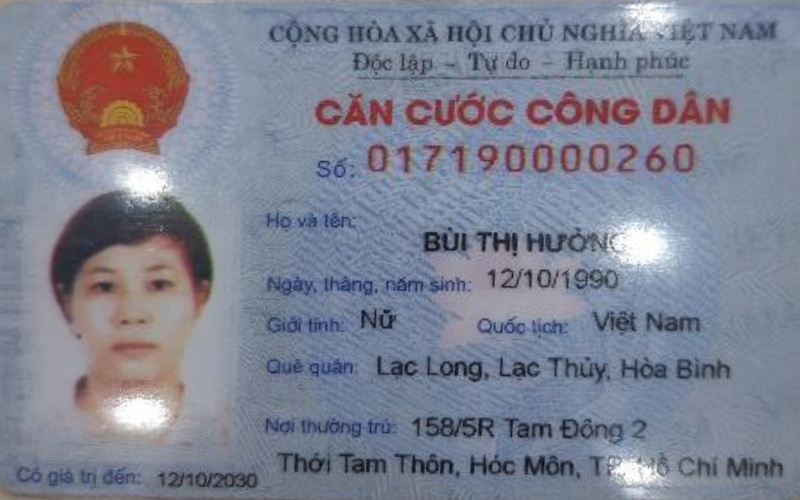 CỘNG HÒA XÃ HỘI CHỦ NGHĨA VIỆT NAM
Độc lập - Tự do - Hạnh phúc
CĂN CƯỚC CÔNG DÂN
Số: 017190000260
Họ và tên:
BÙI THỊ HƯỜNG
Ngày, tháng, năm sinh: 12/10/1990
Giới tính: Nữ Quốc tịch: Việt Nam
Quê quán: Lạc Long, Lạc Thủy, Hòa Bình
Nơi thường trú: 158/5R Tam Đông 2
Thới Tam Thôn, Hóc Môn, TP. Hồ Chí Minh
Có giá trị đến: 12/10/2030